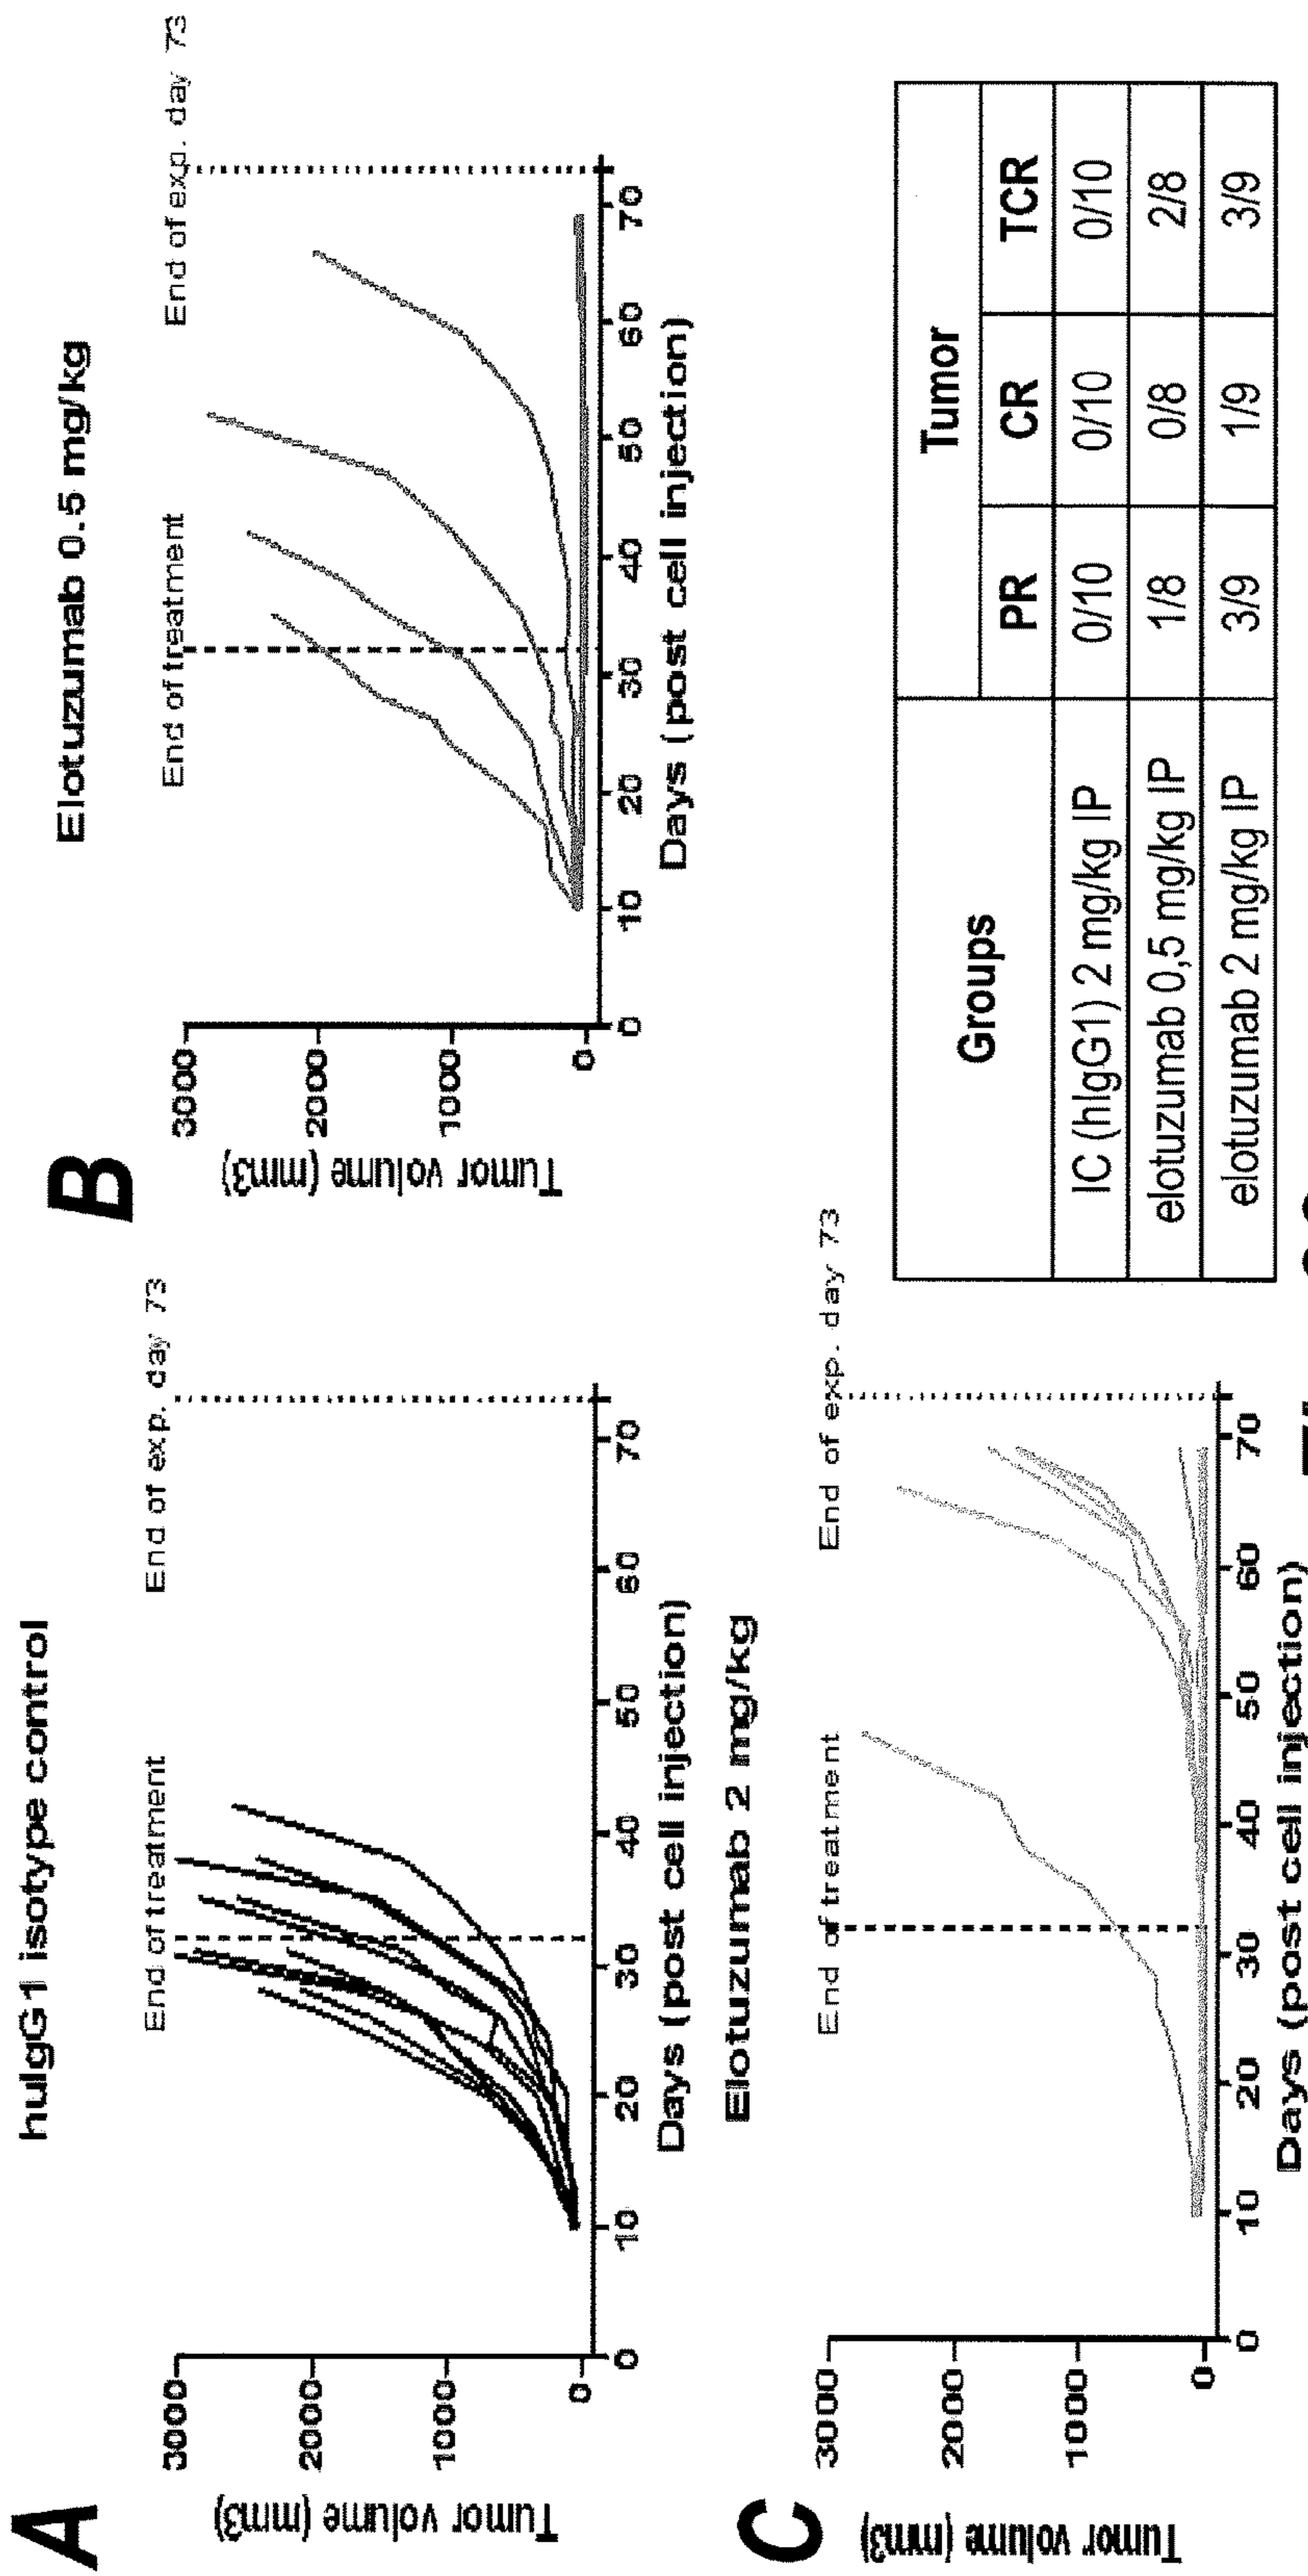 A
huIgG1 isotype control
End of treatment
End of exp. day 73
Tumor volume (mm3)
3000
2000
1000
0
0 10 20 30 40 50 60 70
Days (post cell injection)
B
Elotuzumab 0.5 mg/kg
End of treatment
End of exp. day 73
Tumor volume (mm3)
3000
2000
1000
0
0 10 20 30 40 50 60 70
Days (post cell injection)
C
Elotuzumab 2 mg/kg
End of treatment
End of exp. day 73
Tumor volume (mm3)
3000
2000
1000
0
0 10 20 30 40 50 60 70
Days (post cell injection)
Groups Tumor
PR CR TCR
IC (hIgG1) 2 mg/kg IP 0/10 0/10 0/10
elotuzumab 0,5 mg/kg IP 1/8 0/8 2/8
elotuzumab 2 mg/kg IP 3/9 1/9 3/9